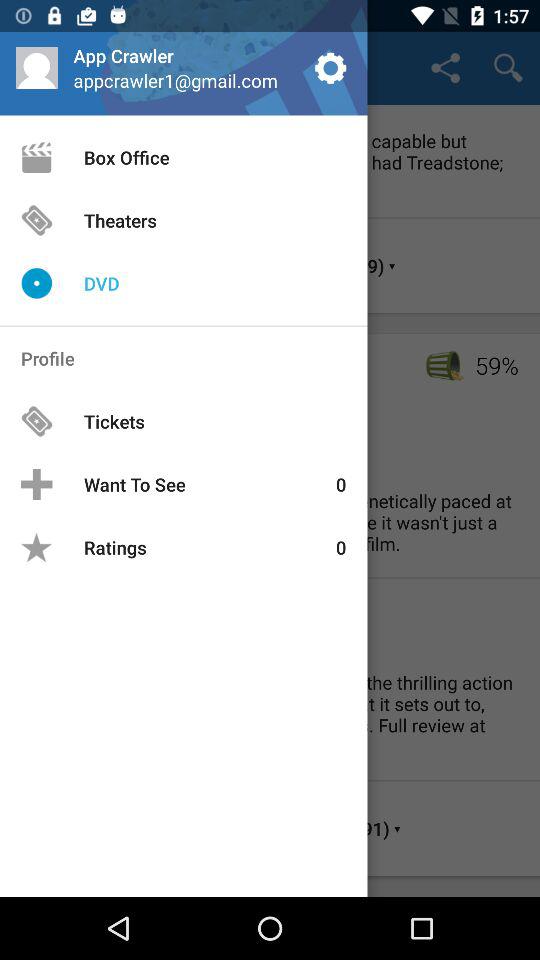 1:57
App Crawler
appcrawler1@gmail.com
Box Office
Theaters
DVD
Profile
Tickets
Want To See 0
Ratings 0
capable but
had Treadstone;
9)
59%
enetically paced at
e it wasn't just a
film.
the thrilling action
t it sets out to,
. Full review at
91)